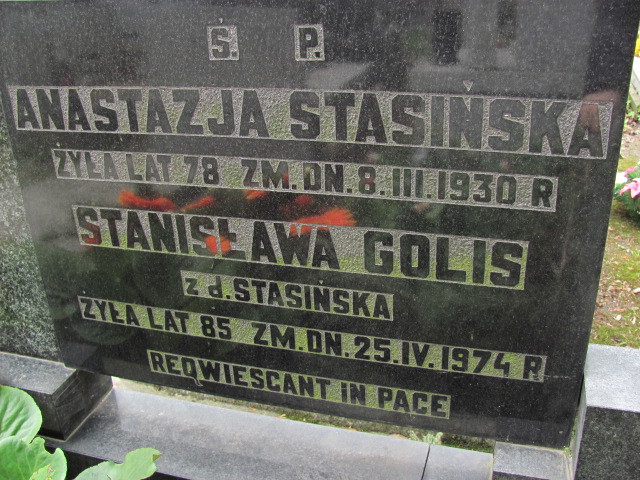 Ś. P.
ANASTAZJA STASIŃSKA
ŻYŁA LAT 78 ZM. DN. 8. III. 1930 R
STANISŁAWA GOLIS
z d. STASIŃSKA
ŻYŁA LAT 85 ZM. DN. 25. IV. 1974 R
REQWIESCANT IN PACE